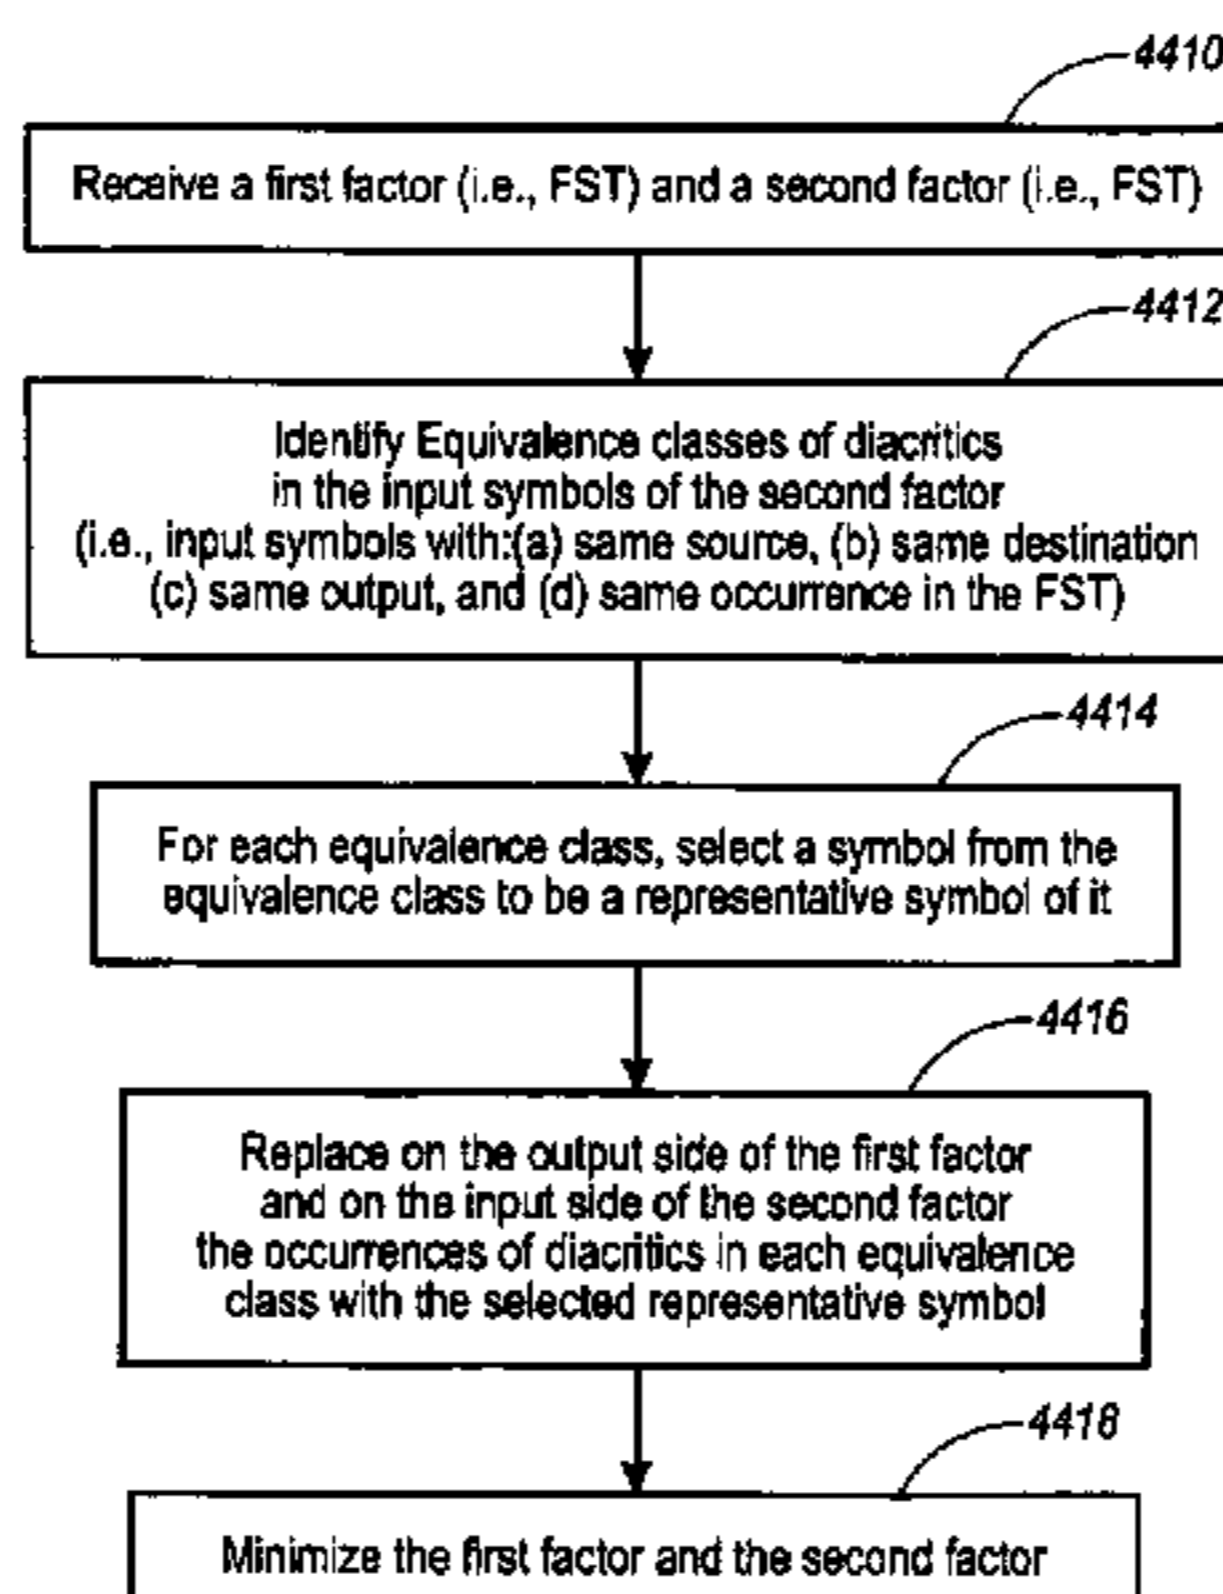 4410
Receive a first factor (i.e., FST) and a second factor (i.e., FST)
4412
Identify Equivalence classes of diacritics
in the input symbols of the second factor
(i.e., input symbols with:(a) same source, (b) same destination
(c) same output, and (d) same occurrence in the FST)
4414
For each equivalence class, select a symbol from the
equivalence class to be a representative symbol of it
4416
Replace on the output side of the first factor
and on the input side of the second factor
the occurrences of diacritics in each equivalence
class with the selected representative symbol
4418
Minimize the first factor and the second factor